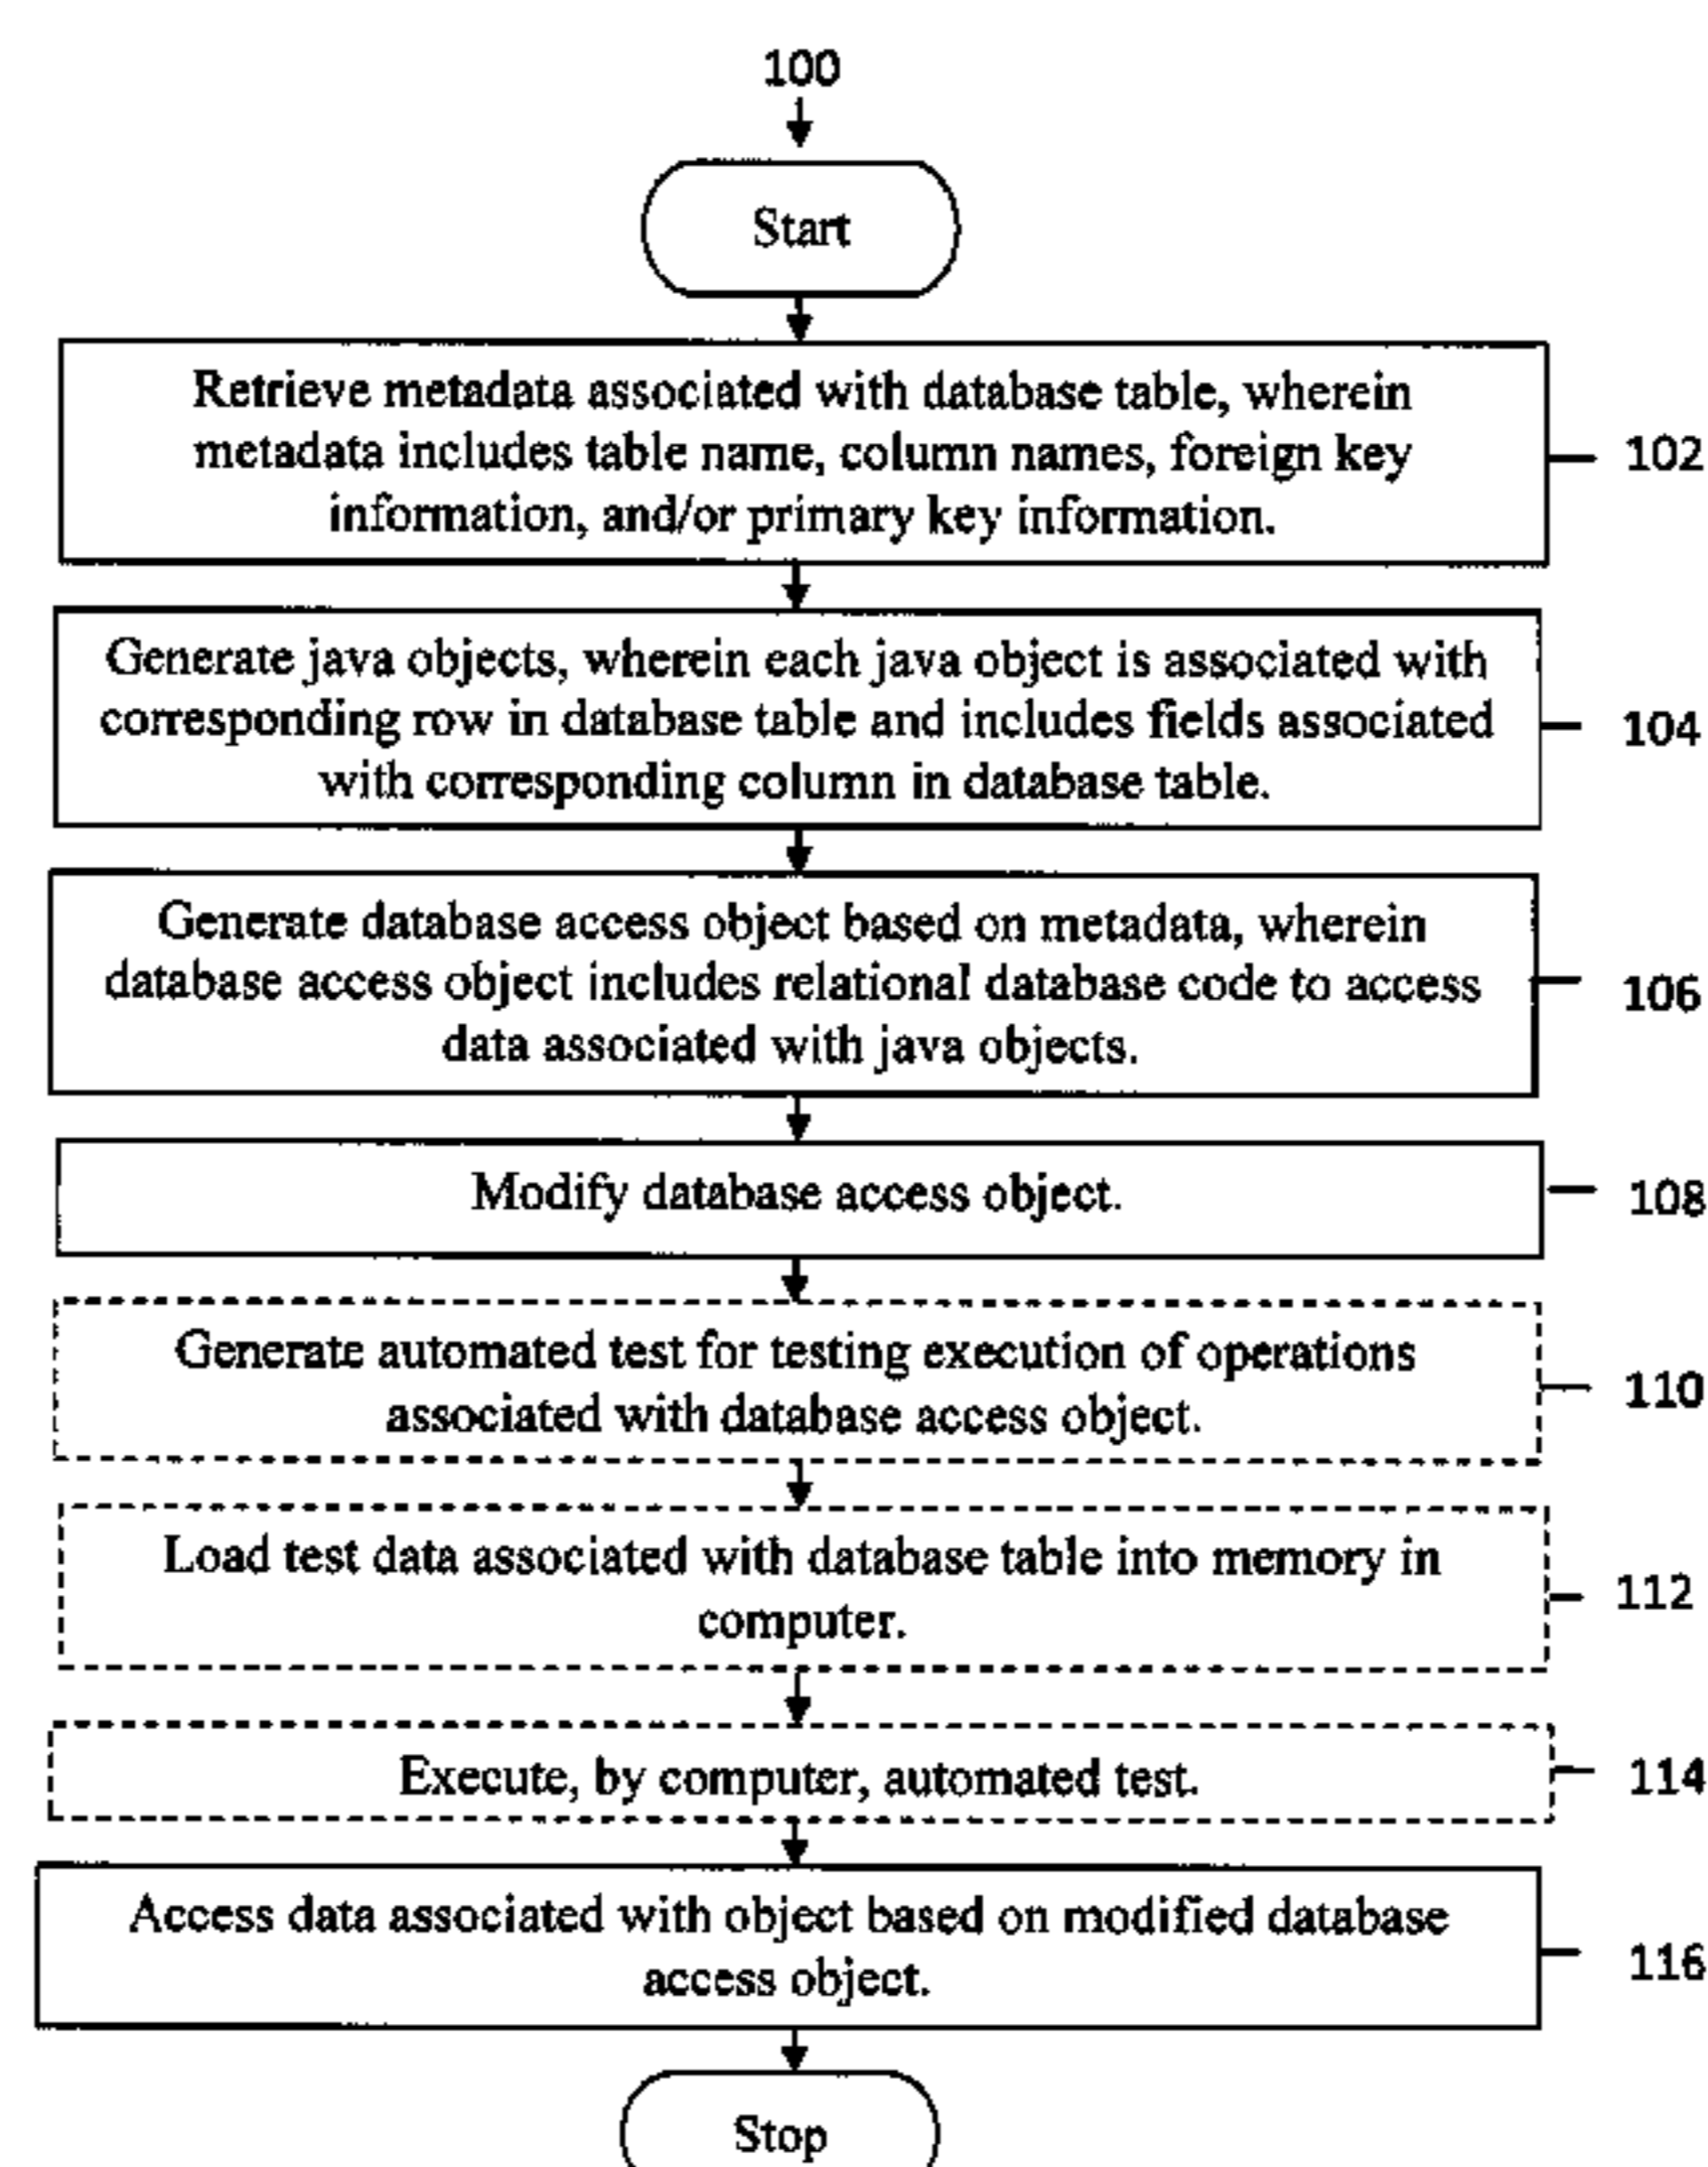 100
Start
Retrieve metadata associated with database table, wherein
metadata includes table name, column names, foreign key
information, and/or primary key information.
102
Generate java objects, wherein each java object is associated with
corresponding row in database table and includes fields associated
with corresponding column in database table.
104
Generate database access object based on metadata, wherein
database access object includes relational database code to access
data associated with java objects.
106
Modify database access object.
108
Generate automated test for testing execution of operations
associated with database access object.
110
Load test data associated with database table into memory in
computer.
112
Execute, by computer, automated test.
114
Access data associated with object based on modified database
access object.
116
Stop